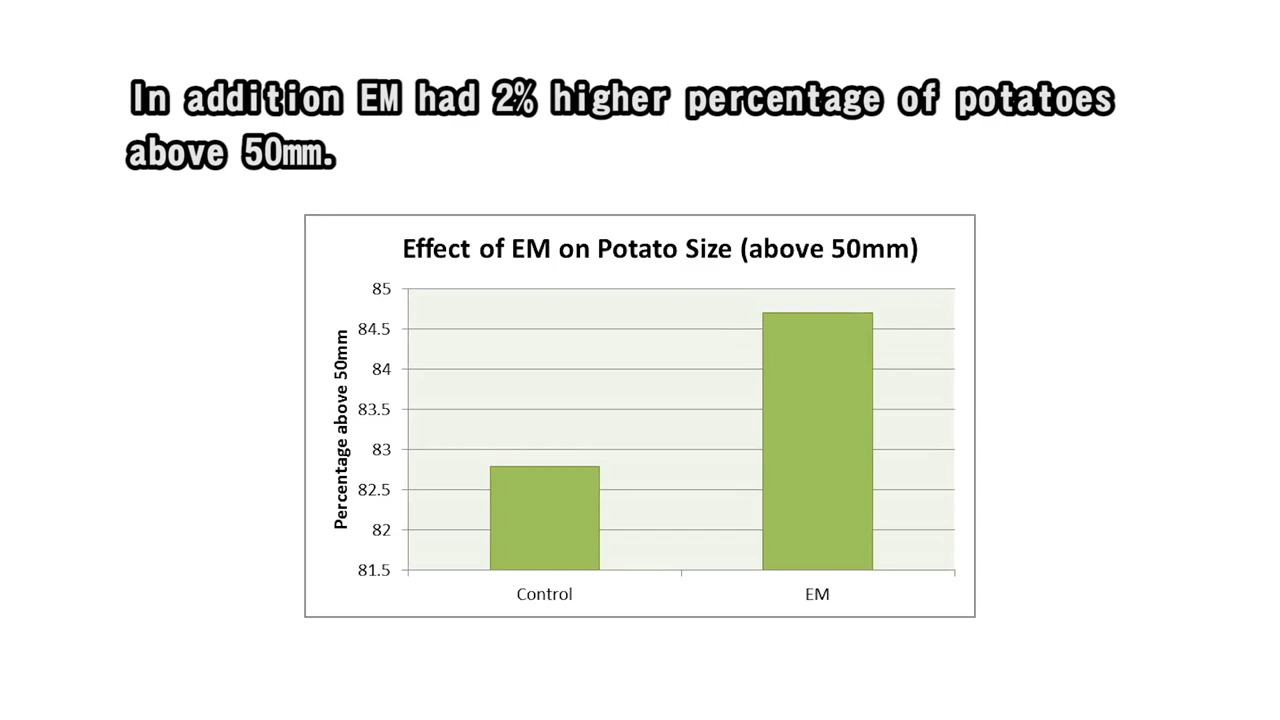 In addition EM had 2% higher percentage of potatoes
above 50mm.
Effect of EM on Potato Size (above 50mm)
Percentage above 50mm
85
84.5
84
83.5
83
82.5
82
81.5
Control
EM